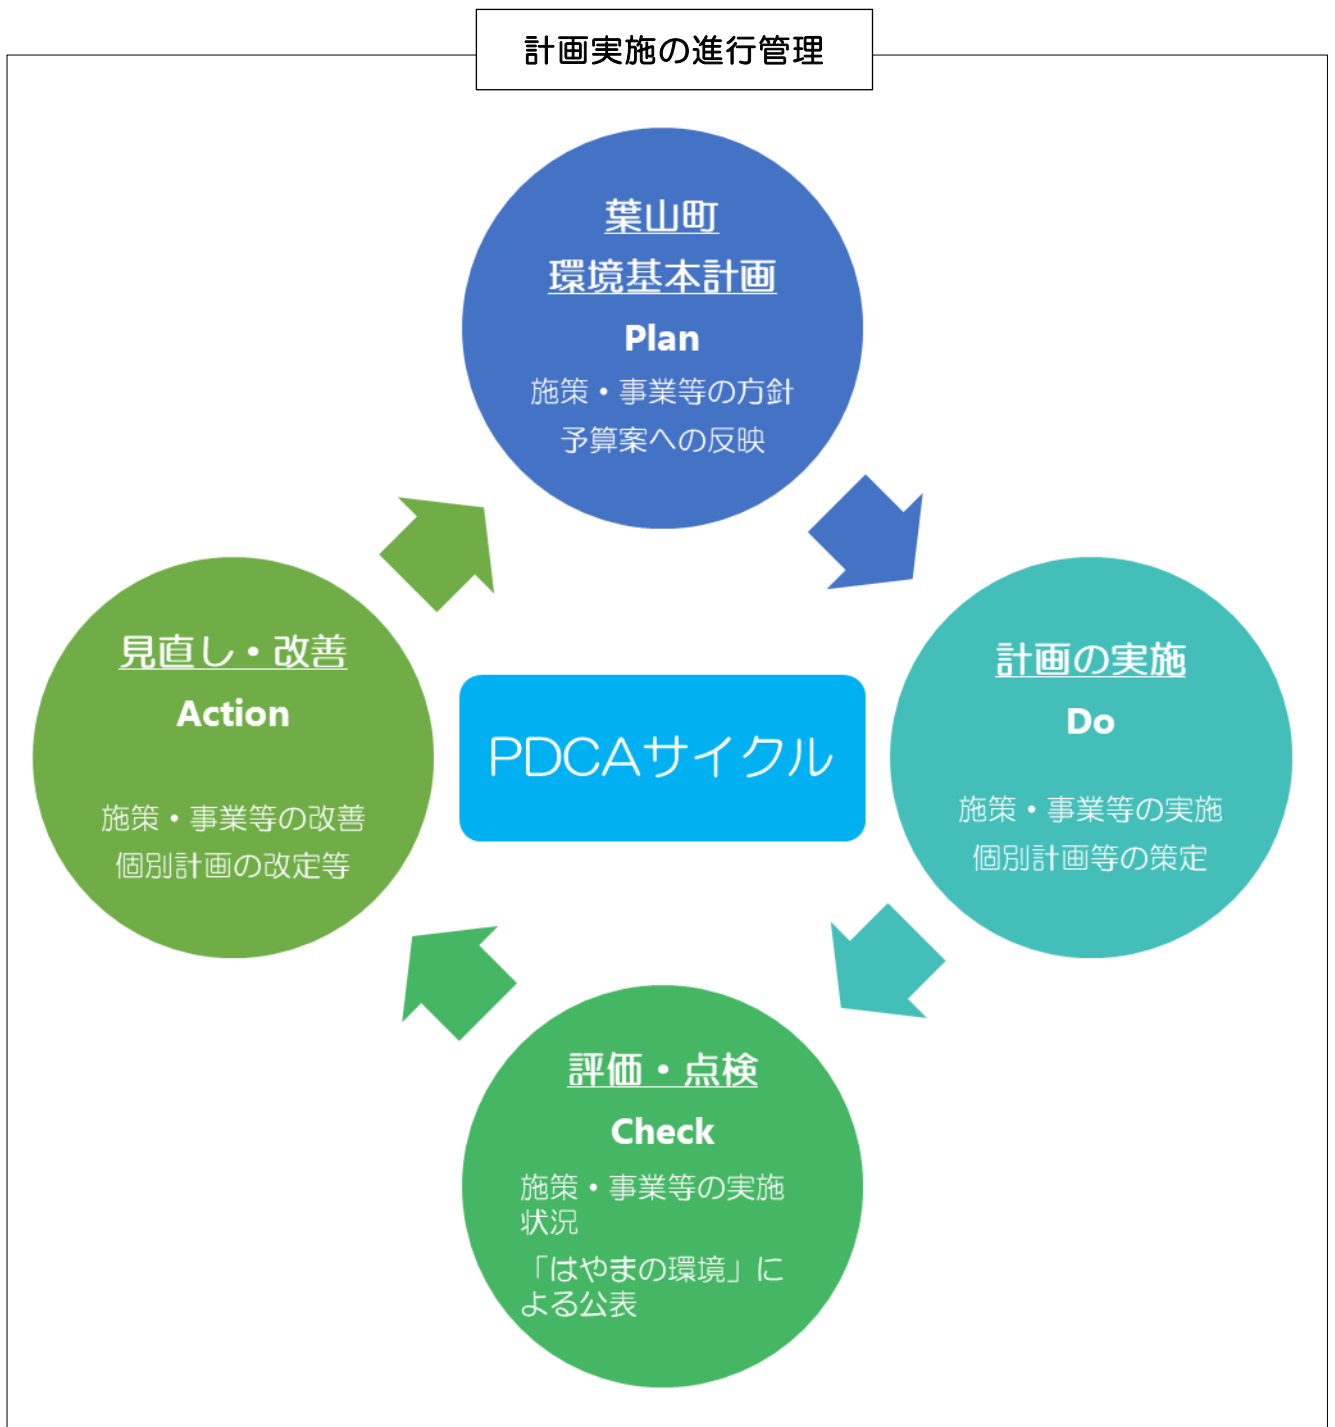 計画実施の進行管理
葉山町
環境基本計画
Plan
施策・事業等の方針
予算案への反映
見直し・改善
Action
施策・事業等の改善
個別計画の改定等
PDCAサイクル
計画の実施
Do
施策・事業等の実施
個別計画等の策定
評価・点検
Check
施策・事業等の実施
状況
「はやまの環境」に
よる公表